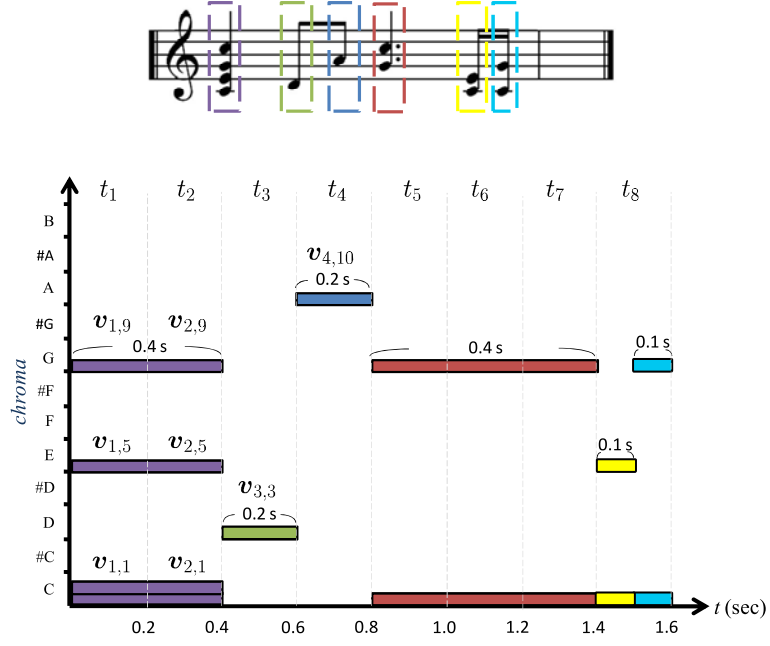 t1 t2 t3 t4 t5 t6 t7 t8
B
#A v4,10
A 0.2 s
#G v1,9 v2,9
G 0.4 s 0.4 s 0.1 s
#F
F
E v1,5 v2,5 0.1 s
#D v3,3
D 0.2 s
#C v1,1 v2,1
C
chroma
t (sec)
0.2 0.4 0.6 0.8 1.0 1.2 1.4 1.6